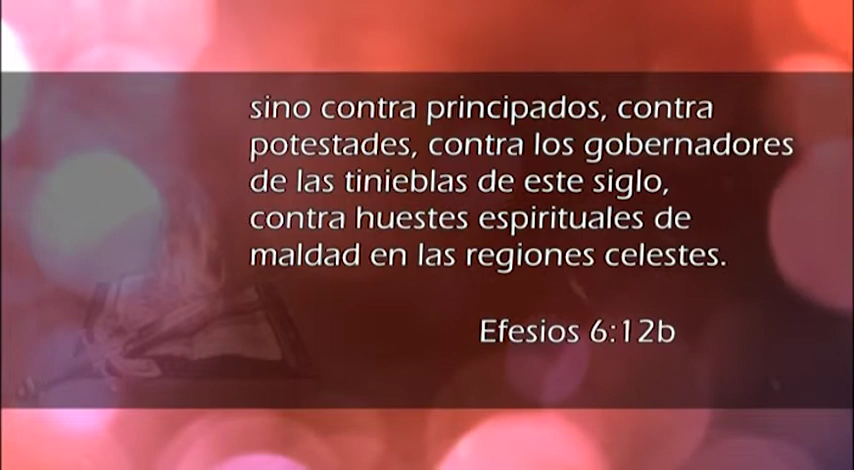 sino contra principados, contra
potestades, contra los gobernadores
de las tinieblas de este siglo,
contra huestes espirituales de
maldad en las regiones celestes.
Efesios 6:12b